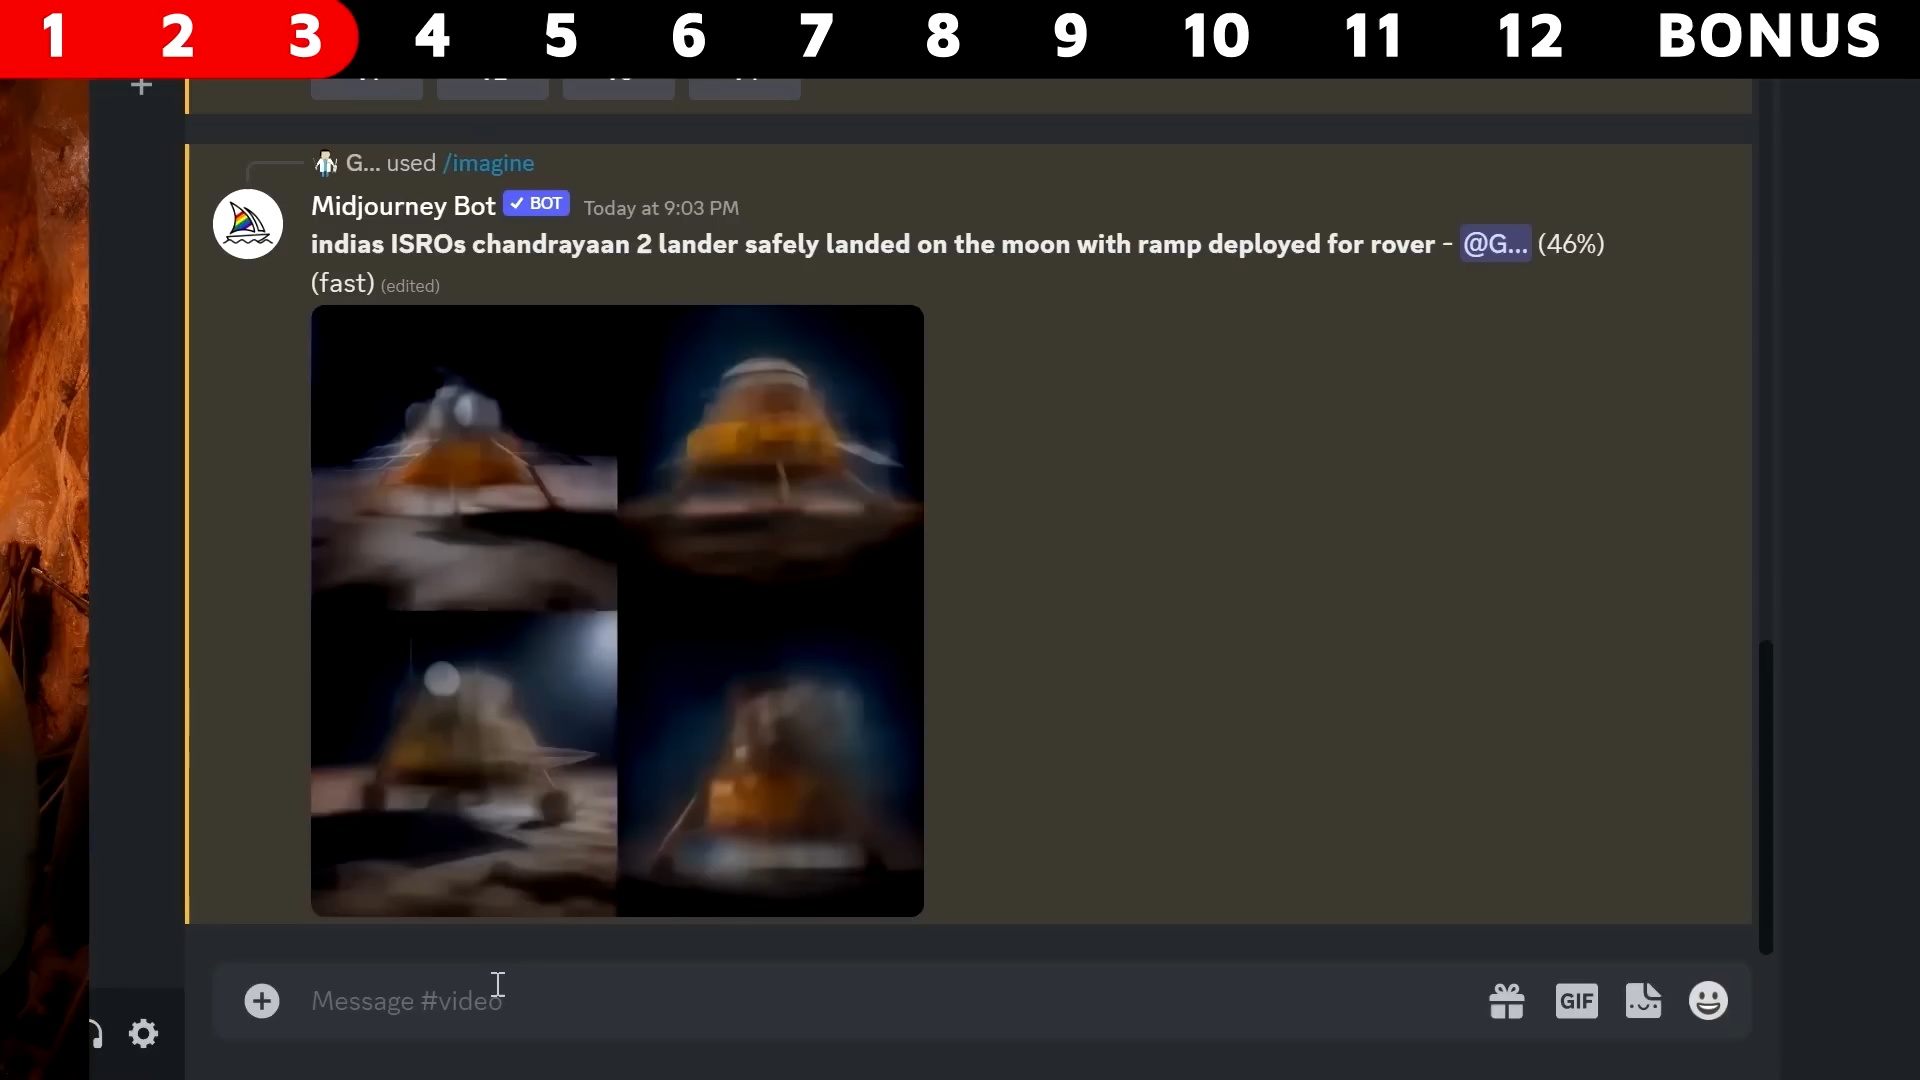 1 2 3 4 5 6 7 8 9 10 11 12 BONUS
G... used /imagine
Midjourney Bot ✓ BOT Today at 9:03 PM
indias ISROs chandrayaan 2 lander safely landed on the moon with ramp deployed for rover - @G... (46%)
(fast) (edited)
Message #video
GIF